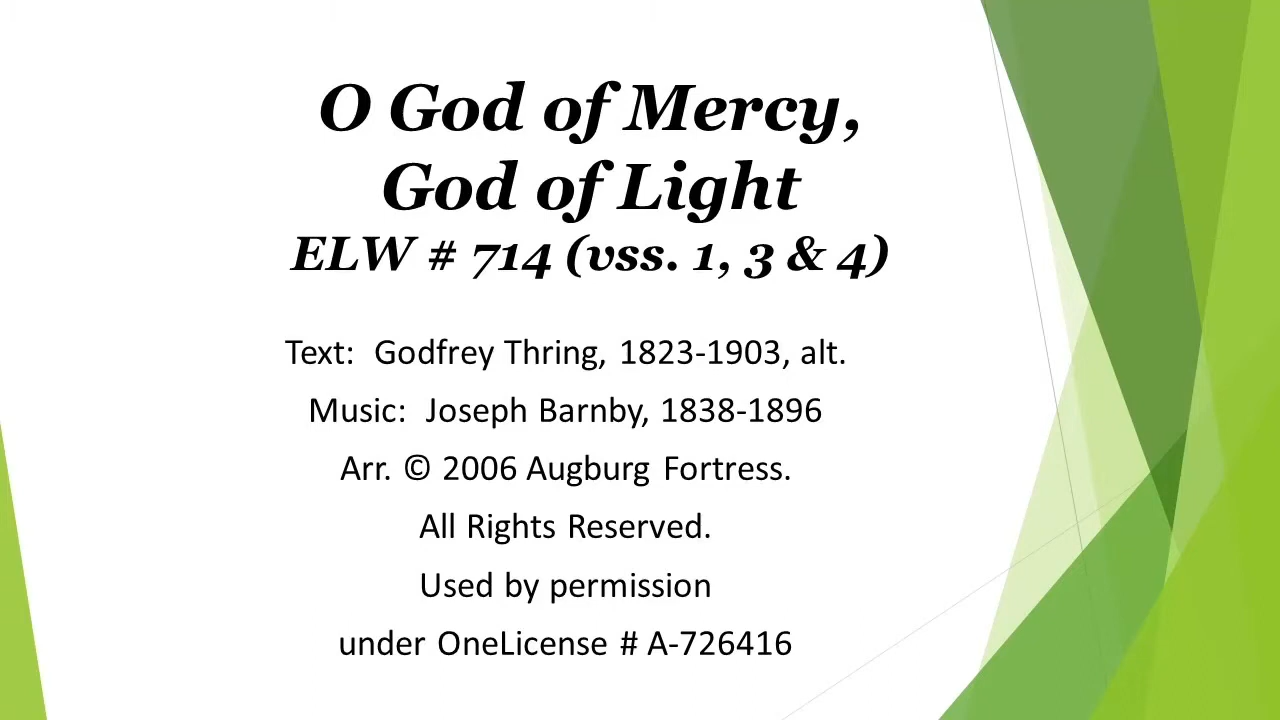 O God of Mercy,
God of Light
ELW # 714 (vss. 1, 3 & 4)
Text: Godfrey Thring, 1823-1903, alt.
Music: Joseph Barnby, 1838-1896
Arr. © 2006 Augburg Fortress.
All Rights Reserved.
Used by permission
under OneLicense # A-726416